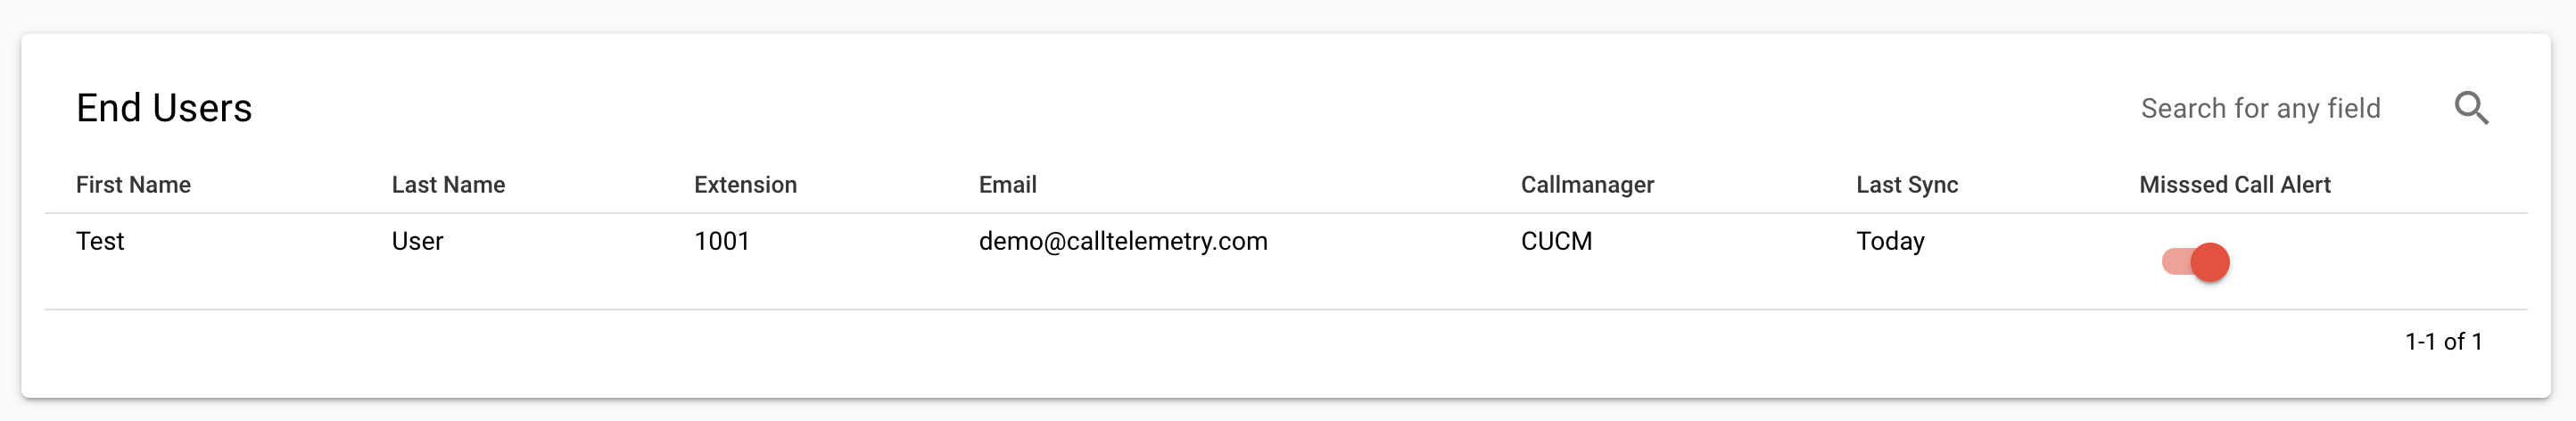 End Users
Search for any field
First Name Last Name Extension Email Callmanager Last Sync Misssed Call Alert
Test User 1001 demo@calltelemetry.com CUCM Today
1-1 of 1